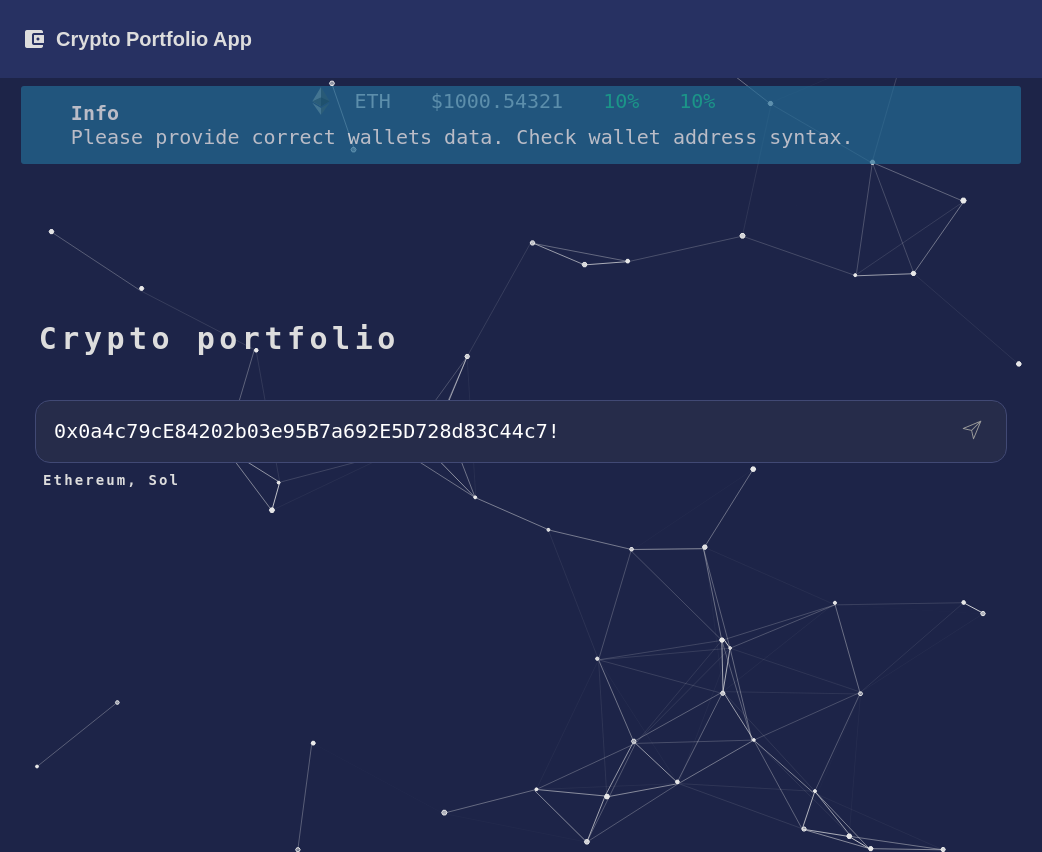 Crypto Portfolio App
ETH $1000.54321 10% 10%
Info
Please provide correct wallets data. Check wallet address syntax.
Crypto portfolio
0x0a4c79cE84202b03e95B7a692E5D728d83C44c7!
Ethereum, Sol